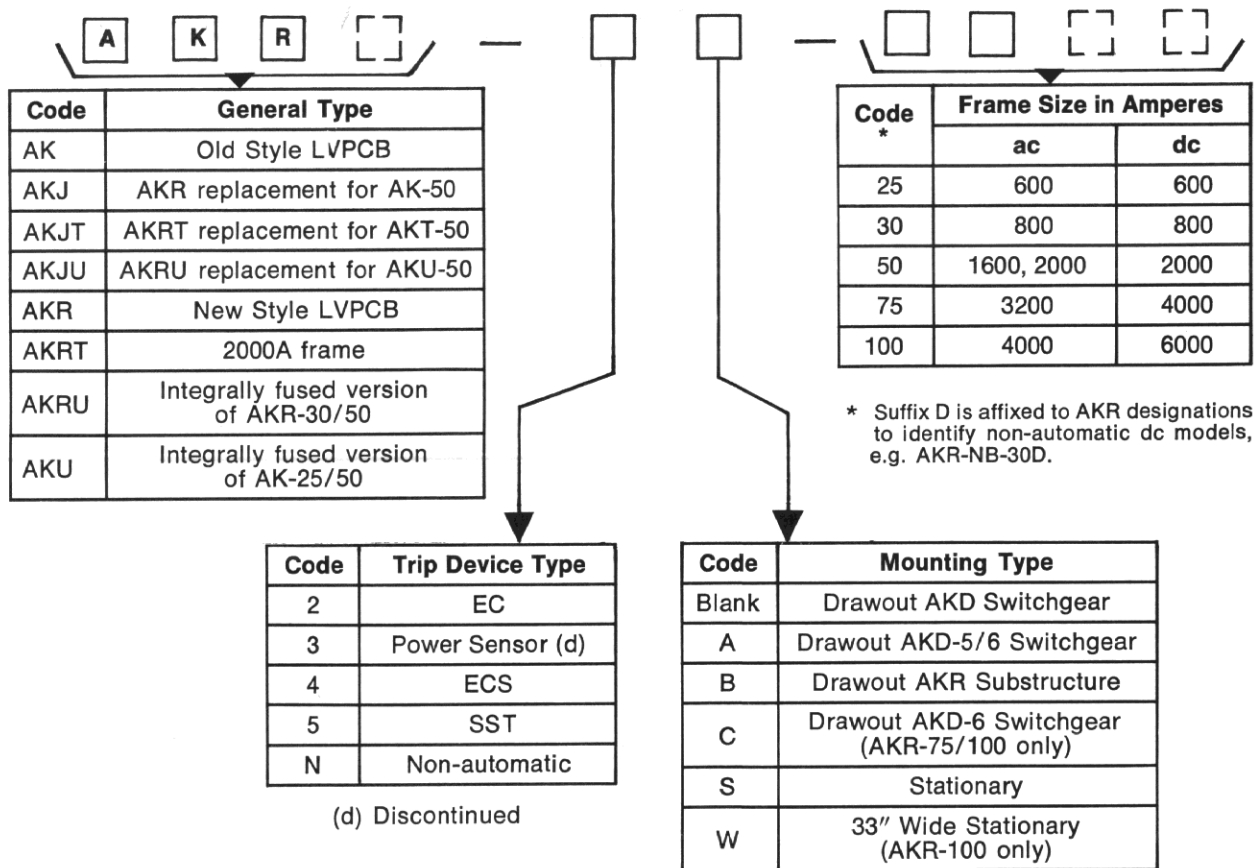 A K R — —
Code General Type
AK Old Style LVPCB
AKJ AKR replacement for AK-50
AKJT AKRT replacement for AKT-50
AKJU AKRU replacement for AKU-50
AKR New Style LVPCB
AKRT 2000A frame
AKRU Integrally fused version
of AKR-30/50
AKU Integrally fused version
of AK-25/50
Code
*
Frame Size in Amperes
ac dc
25 600 600
30 800 800
50 1600, 2000 2000
75 3200 4000
100 4000 6000
* Suffix D is affixed to AKR designations
to identify non-automatic dc models,
e.g. AKR-NB-30D.
Code Trip Device Type
2 EC
3 Power Sensor (d)
4 ECS
5 SST
N Non-automatic
(d) Discontinued
Code Mounting Type
Blank Drawout AKD Switchgear
A Drawout AKD-5/6 Switchgear
B Drawout AKR Substructure
C Drawout AKD-6 Switchgear
(AKR-75/100 only)
S Stationary
W 33″ Wide Stationary
(AKR-100 only)